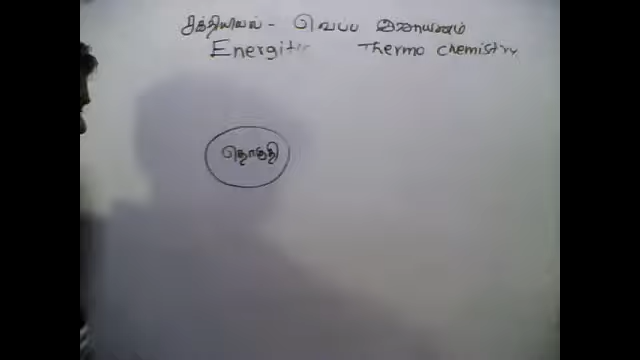 சக்தியியல் - வெப்ப இரசாயனம்
Energitic Thermo chemistry
தொகுதி